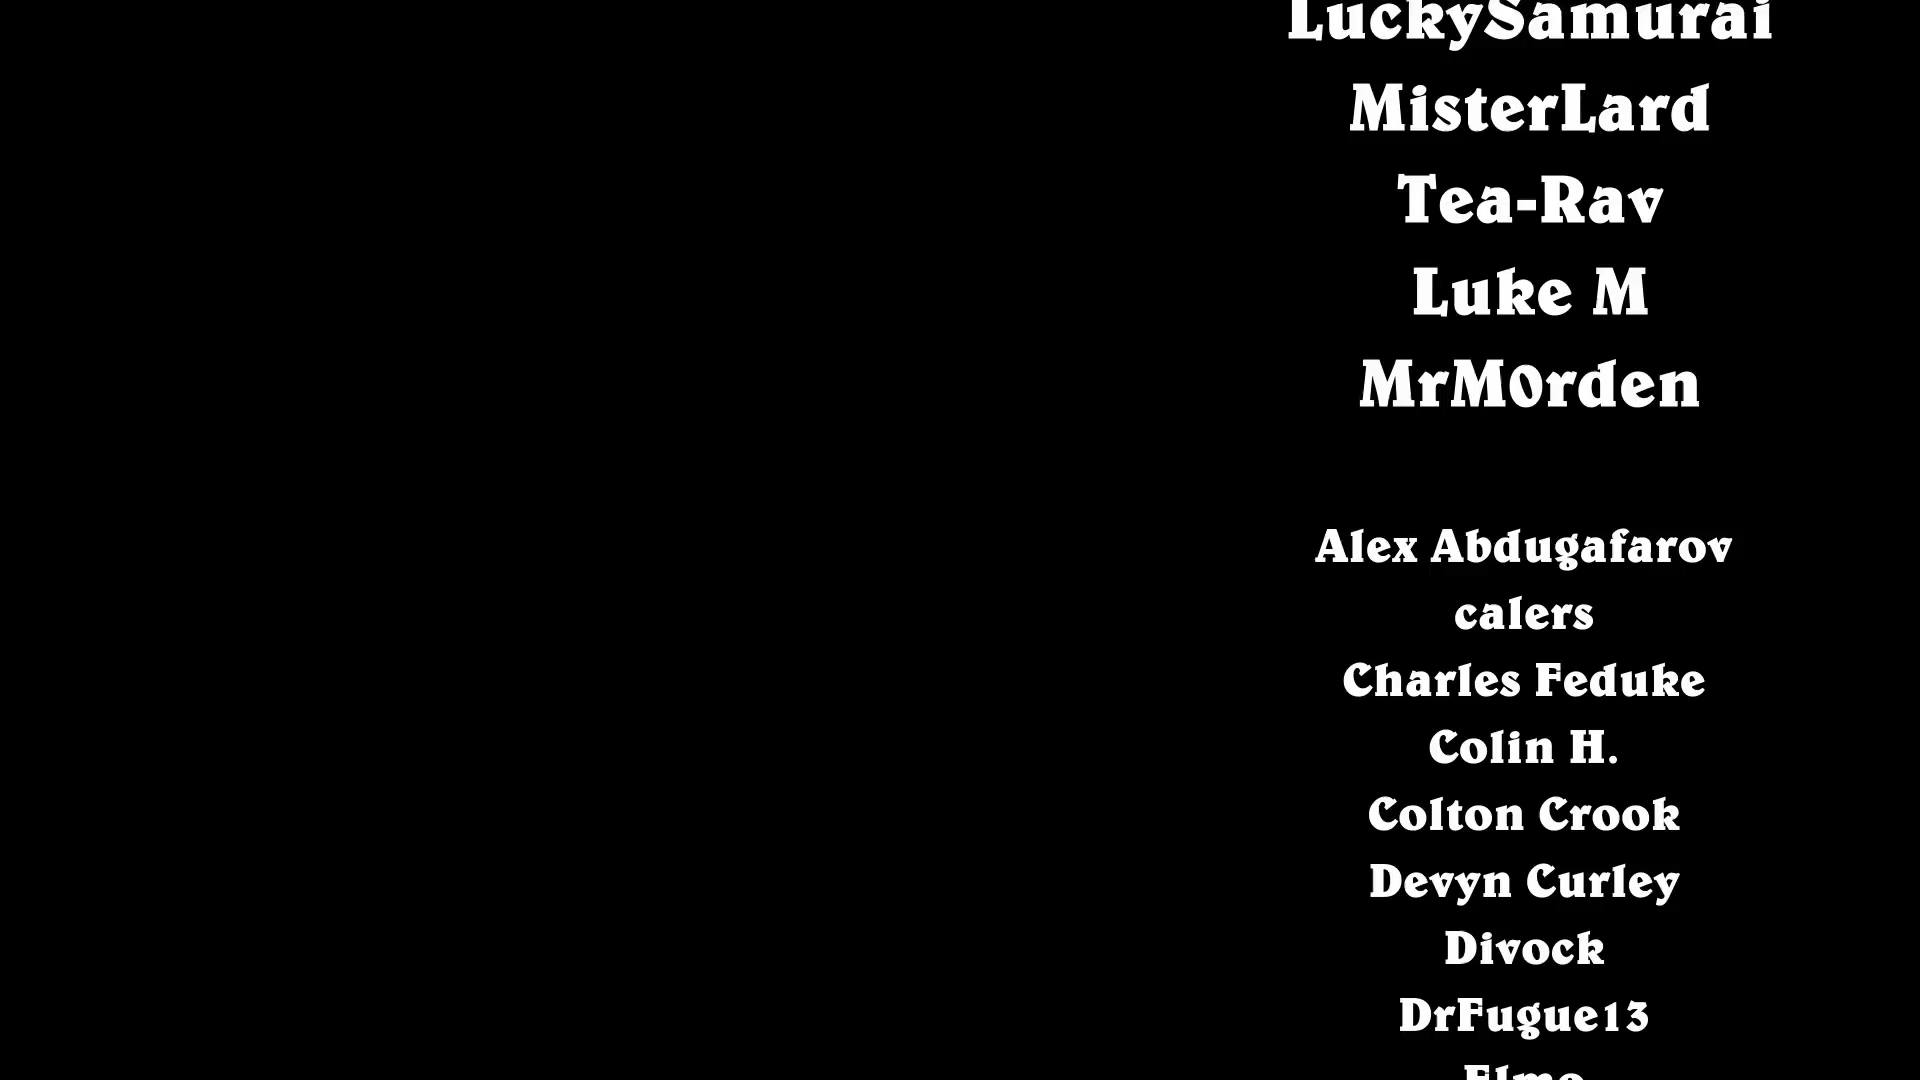 LuckySamurai
MisterLard
Tea-Rav
Luke M
MrM0rden
Alex Abdugafarov
calers
Charles Feduke
Colin H.
Colton Crook
Devyn Curley
Divock
DrFugue13